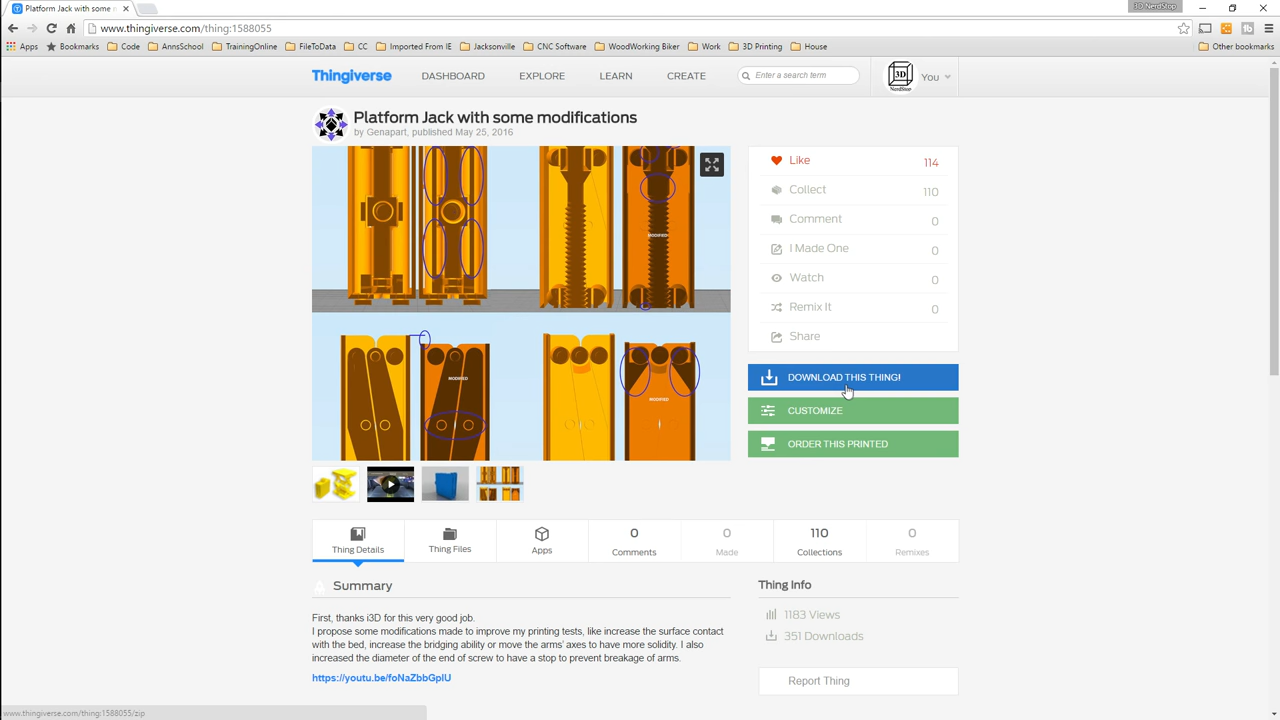 Platform Jack with some m
3D NerdStop
www.thingiverse.com/thing:1588055
Apps Bookmarks Code AnnsSchool TrainingOnline FileToData CC Imported From IE Jacksonville CNC Software WoodWorking Biker Work 3D Printing House Other bookmarks
Thingiverse DASHBOARD EXPLORE LEARN CREATE Enter a search term 3D NerdStop You
Platform Jack with some modifications
by Genapart, published May 25, 2016
Like 114
Collect 110
Comment 0
I Made One 0
Watch 0
Remix It 0
Share
MODIFIED
MODIFIED
MODIFIED
DOWNLOAD THIS THING!
CUSTOMIZE
ORDER THIS PRINTED
Thing Details
Thing Files
Apps
0 Comments
0 Made
110 Collections
0 Remixes
Summary
First, thanks i3D for this very good job.
I propose some modifications made to improve my printing tests, like increase the surface contact
with the bed, increase the bridging ability or move the arms' axes to have more solidity. I also
increased the diameter of the end of screw to have a stop to prevent breakage of arms.
https://youtu.be/foNaZbbGpIU
Thing Info
1183 Views
351 Downloads
Report Thing
www.thingiverse.com/thing:1588055/zip